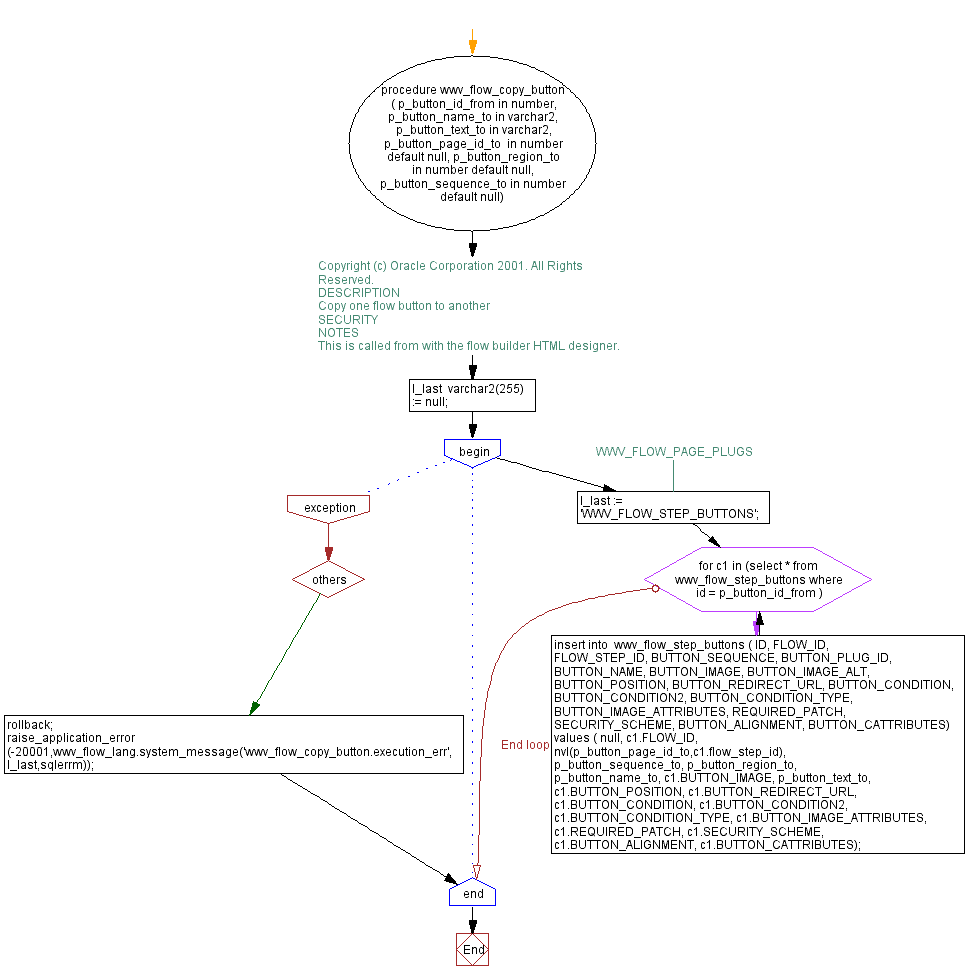 procedure wwv_flow_copy_button
( p_button_id_from in number,
p_button_name_to in varchar2,
p_button_text_to in varchar2,
p_button_page_id_to in number
default null, p_button_region_to
in number default null,
p_button_sequence_to in number
default null)
Copyright (c) Oracle Corporation 2001. All Rights
Reserved.
DESCRIPTION
Copy one flow button to another
SECURITY
NOTES
This is called from with the flow builder HTML designer.
l_last varchar2(255)
:= null;
begin
WWV_FLOW_PAGE_PLUGS
exception
l_last :=
'WWV_FLOW_STEP_BUTTONS';
others
for c1 in (select * from
wwv_flow_step_buttons where
id = p_button_id_from )
insert into wwv_flow_step_buttons ( ID, FLOW_ID,
FLOW_STEP_ID, BUTTON_SEQUENCE, BUTTON_PLUG_ID,
BUTTON_NAME, BUTTON_IMAGE, BUTTON_IMAGE_ALT,
BUTTON_POSITION, BUTTON_REDIRECT_URL, BUTTON_CONDITION,
BUTTON_CONDITION2, BUTTON_CONDITION_TYPE,
BUTTON_IMAGE_ATTRIBUTES, REQUIRED_PATCH,
SECURITY_SCHEME, BUTTON_ALIGNMENT, BUTTON_CATTRIBUTES)
values ( null, c1.FLOW_ID,
nvl(p_button_page_id_to,c1.flow_step_id),
p_button_sequence_to, p_button_region_to,
p_button_name_to, c1.BUTTON_IMAGE, p_button_text_to,
c1.BUTTON_POSITION, c1.BUTTON_REDIRECT_URL,
c1.BUTTON_CONDITION, c1.BUTTON_CONDITION2,
c1.BUTTON_CONDITION_TYPE, c1.BUTTON_IMAGE_ATTRIBUTES,
c1.REQUIRED_PATCH, c1.SECURITY_SCHEME,
c1.BUTTON_ALIGNMENT, c1.BUTTON_CATTRIBUTES);
End loop
rollback;
raise_application_error
(-20001,wwv_flow_lang.system_message('wwv_flow_copy_button.execution_err',
l_last,sqlerrm));
end
End